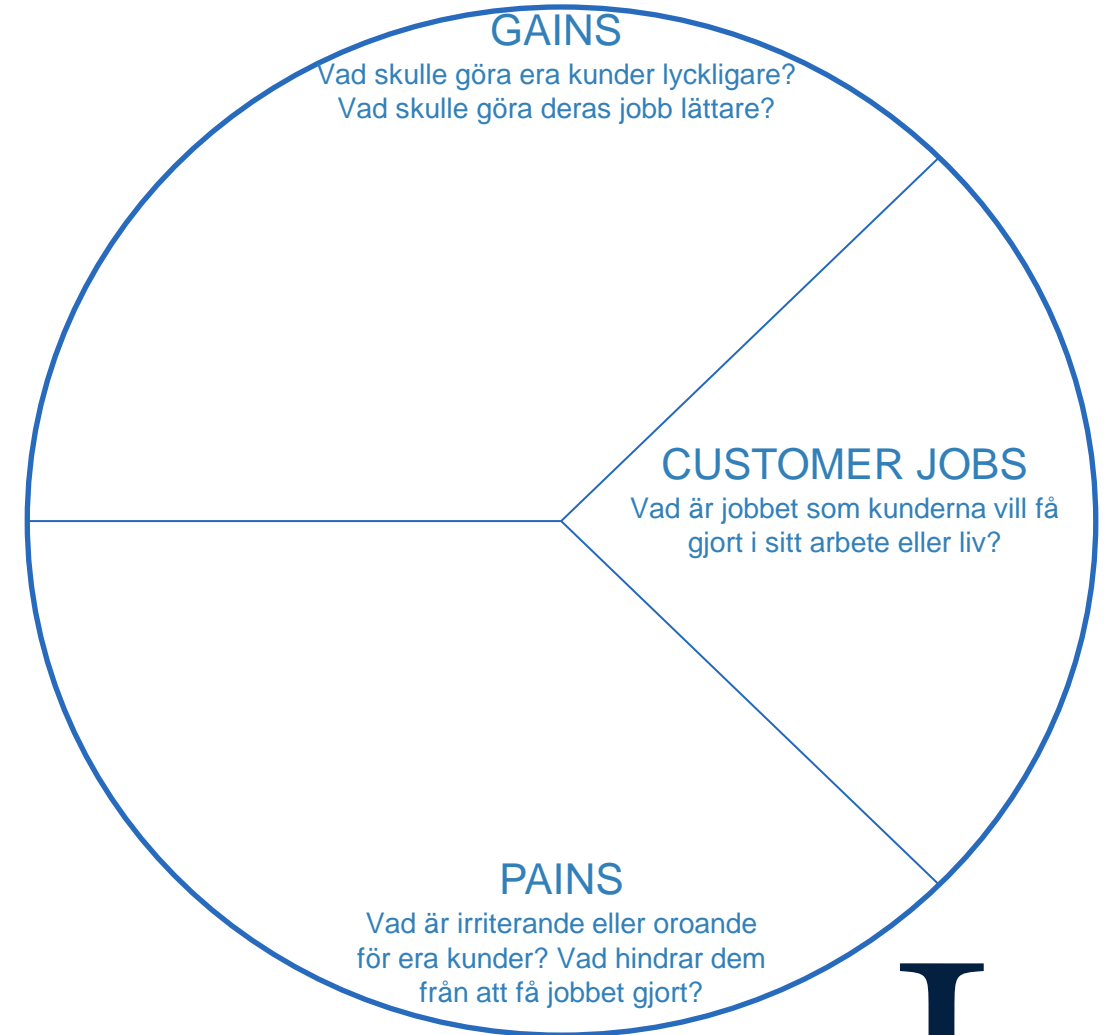 GAINS
Vad skulle göra era kunder lyckligare?
Vad skulle göra deras jobb lättare?
CUSTOMER JOBS
Vad är jobbet som kunderna vill få
gjort i sitt arbete eller liv?
PAINS
Vad är irriterande eller oroande
för era kunder? Vad hindrar dem
från att få jobbet gjort?